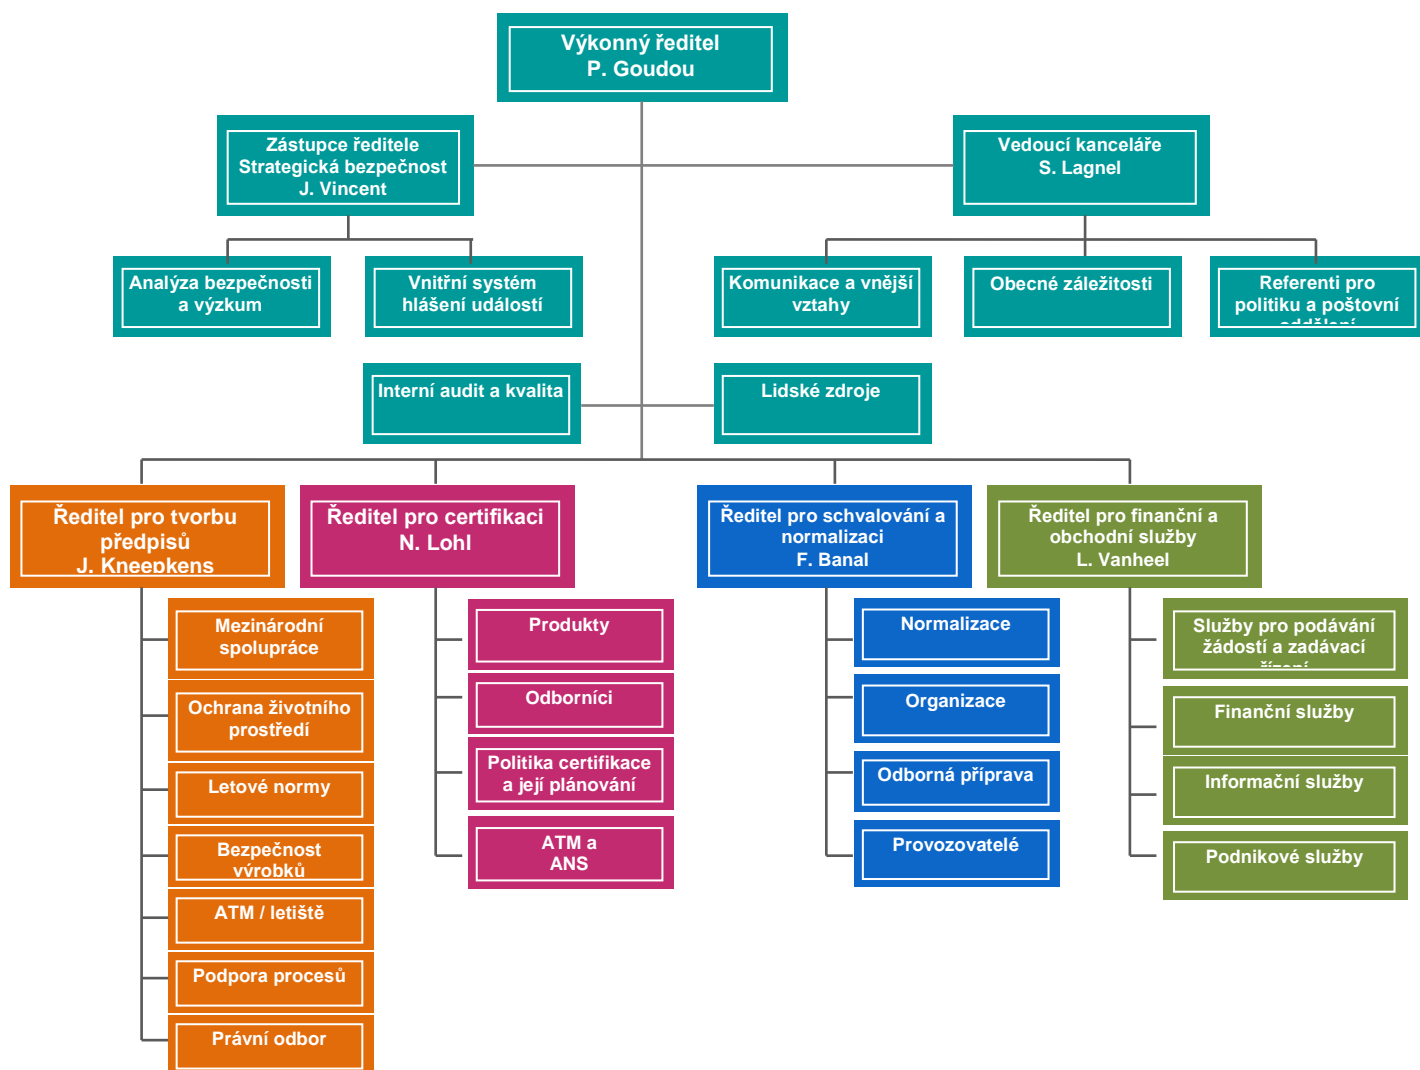 Výkonný ředitel
P. Goudou
Zástupce ředitele
Strategická bezpečnost
J. Vincent
Vedoucí kanceláře
S. Lagnel
Analýza bezpečnosti
a výzkum
Vnitřní systém
hlášení událostí
Komunikace a vnější
vztahy
Obecné záležitosti
Referenti pro
politiku a poštovní
oddělení
Interní audit a kvalita
Lidské zdroje
Ředitel pro tvorbu
předpisů
J. Kneepkens
Ředitel pro certifikaci
N. Lohl
Ředitel pro schvalování a
normalizaci
F. Banal
Ředitel pro finanční a
obchodní služby
L. Vanheel
Mezinárodní
spolupráce
Ochrana životního
prostředí
Letové normy
Bezpečnost
výrobků
ATM / letiště
Podpora procesů
Právní odbor
Produkty
Odborníci
Politika certifikace
a její plánování
ATM a
ANS
Normalizace
Organizace
Odborná příprava
Provozovatelé
Služby pro podávání
žádostí a zadávací
řízení
Finanční služby
Informační služby
Podnikové služby